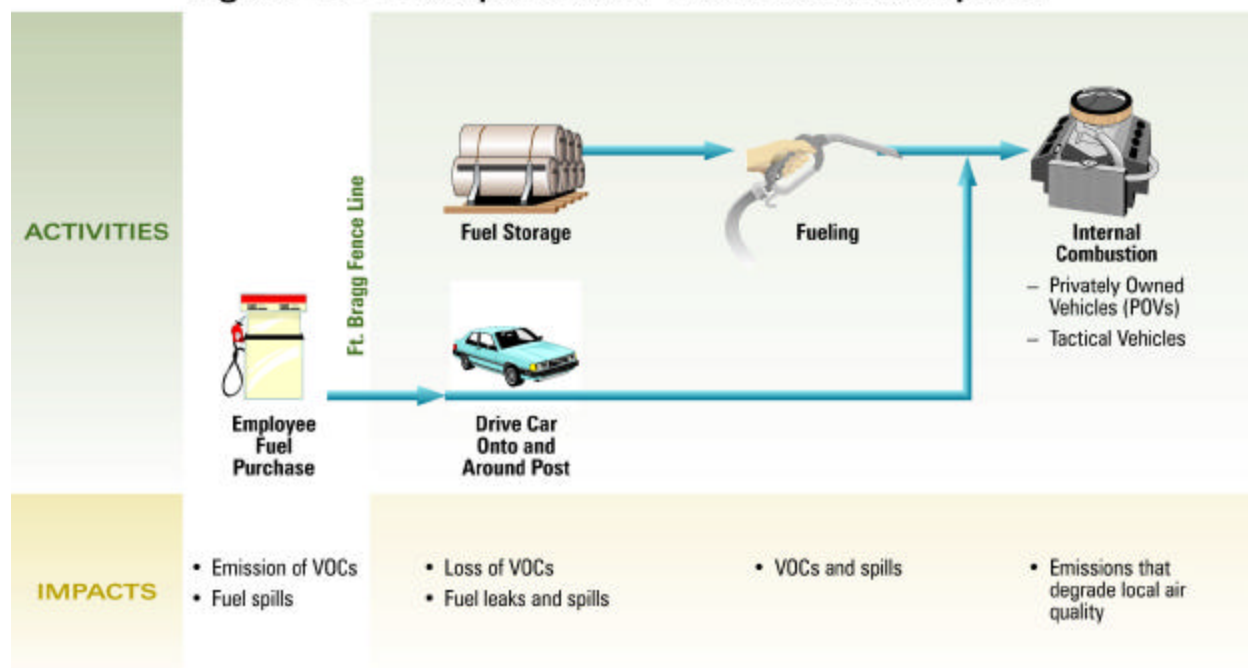 ACTIVITIES
Ft. Bragg Fence Line
Fuel Storage
Fueling
Internal
Combustion
– Privately Owned
Vehicles (POVs)
– Tactical Vehicles
Employee
Fuel
Purchase
Drive Car
Onto and
Around Post
IMPACTS
• Emission of VOCs
• Fuel spills
• Loss of VOCs
• Fuel leaks and spills
• VOCs and spills
• Emissions that
degrade local air
quality